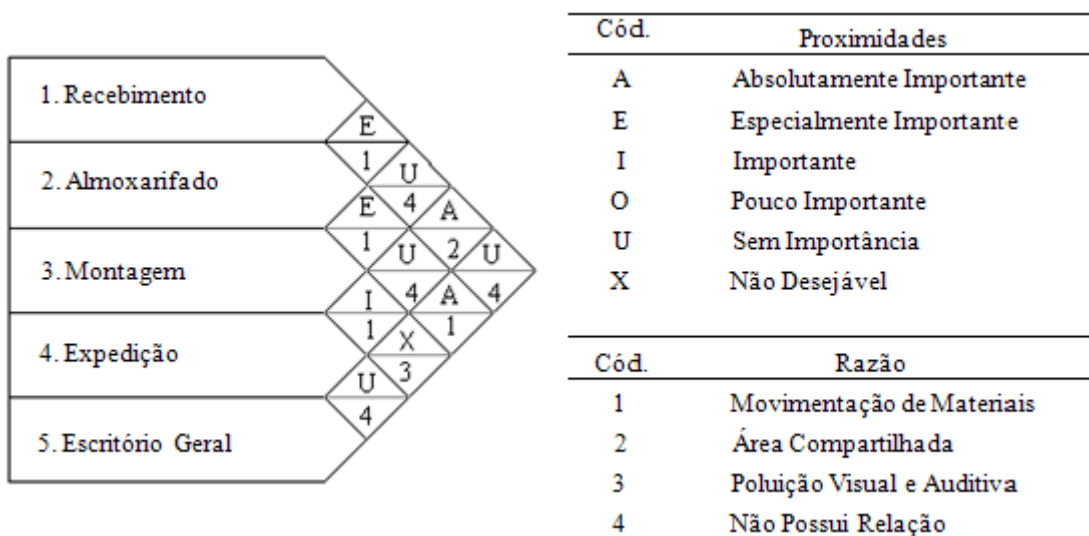 1. Recebimento
2. Almoxarifado
3. Montagem
4. Expedição
5. Escritório Geral
E
1
U
E
4
A
1
U
2
U
I
4
A
4
1
X
1
U
3
4
Cód. Proximidades
A Absolutamente Importante
E Especialmente Importante
I Importante
O Pouco Importante
U Sem Importância
X Não Desejável
Cód. Razão
1 Movimentação de Materiais
2 Área Compartilhada
3 Poluição Visual e Auditiva
4 Não Possui Relação